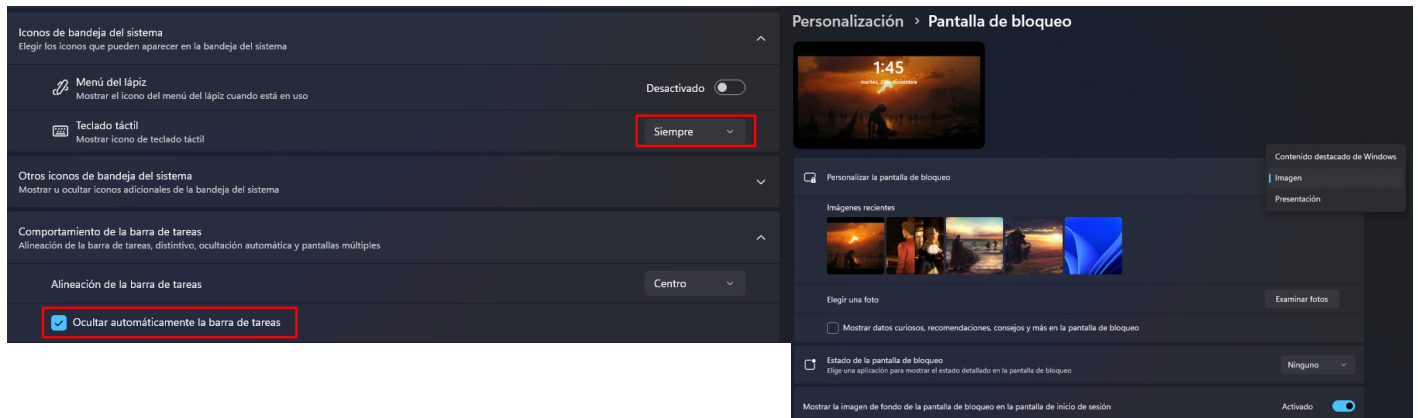 Iconos de bandeja del sistema
Elegir los iconos que pueden aparecer en la bandeja del sistema
Menú del lápiz
Mostrar el icono del menú del lápiz cuando está en uso
Desactivado
Teclado táctil
Mostrar icono de teclado táctil
Siempre
Otros iconos de bandeja del sistema
Mostrar u ocultar iconos adicionales de la bandeja del sistema
Comportamiento de la barra de tareas
Alineación de la barra de tareas, distintivo, ocultación automática y pantallas múltiples
Alineación de la barra de tareas
Centro
Ocultar automáticamente la barra de tareas
Personalización > Pantalla de bloqueo
1:45
martes, diciembre
Personalizar la pantalla de bloqueo
Contenido destacado de Windows
Imagen
Presentación
Imágenes recientes
Elegir una foto
Examinar fotos
Mostrar datos curiosos, recomendaciones, consejos y más en la pantalla de bloqueo
Estado de la pantalla de bloqueo
Elige una aplicación para mostrar el estado detallado en la pantalla de bloqueo
Ninguno
Mostrar la imagen de fondo de la pantalla de bloqueo en la pantalla de inicio de sesión
Activado